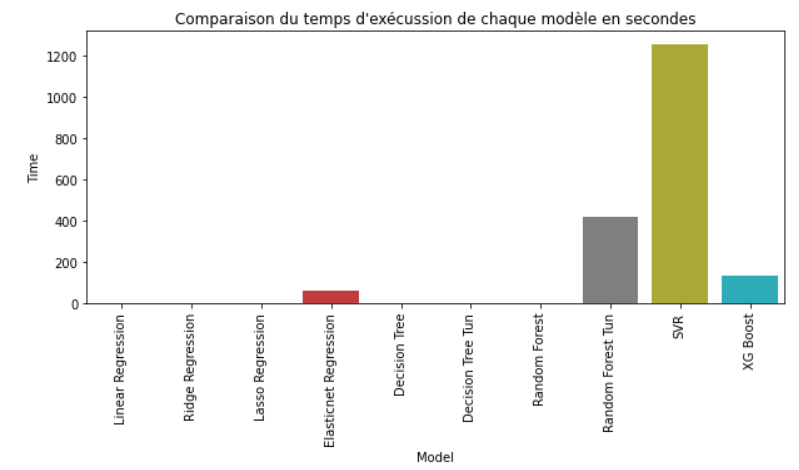 Comparaison du temps d'exécussion de chaque modèle en secondes
Time
1200
1000
800
600
400
200
0
Linear Regression
Ridge Regression
Lasso Regression
Elasticnet Regression
Decision Tree
Decision Tree Tun
Random Forest
Random Forest Tun
SVR
XG Boost
Model